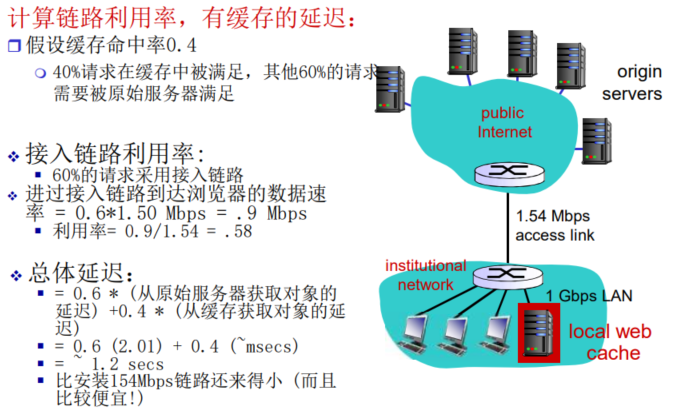 计算链路利用率，有缓存的延迟：
假设缓存命中率0.4
40%请求在缓存中被满足，其他60%的请求
需要被原始服务器满足
接入链路利用率:
60%的请求采用接入链路
进过接入链路到达浏览器的数据速
率 = 0.6*1.50 Mbps = .9 Mbps
利用率= 0.9/1.54 = .58
总体延迟：
= 0.6 * (从原始服务器获取对象的
延迟) +0.4 * (从缓存获取对象的延
迟)
= 0.6 (2.01) + 0.4 (~msecs)
= ~ 1.2 secs
比安装154Mbps链路还来得小 (而且
比较便宜!)
origin
servers
public
Internet
1.54 Mbps
access link
institutional
network
1 Gbps LAN
local web
cache